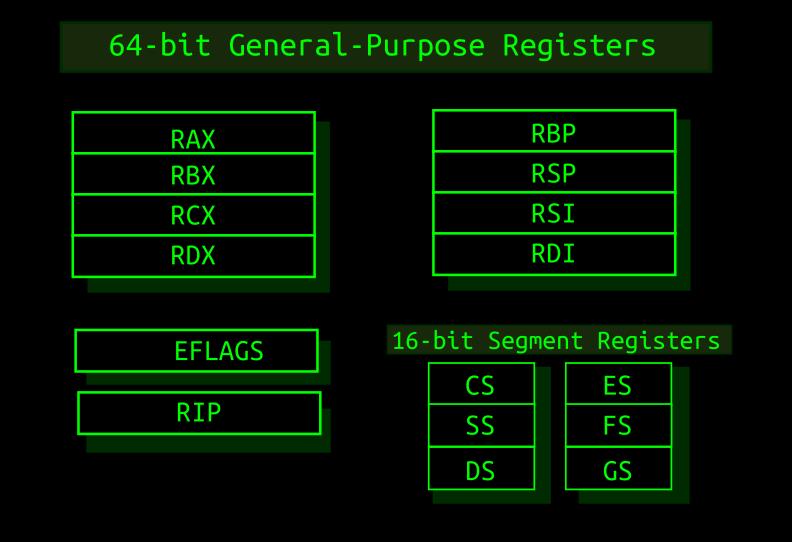 64-bit General-Purpose Registers
RAX
RBX
RCX
RDX
RBP
RSP
RSI
RDI
EFLAGS
RIP
16-bit Segment Registers
CS
SS
DS
ES
FS
GS